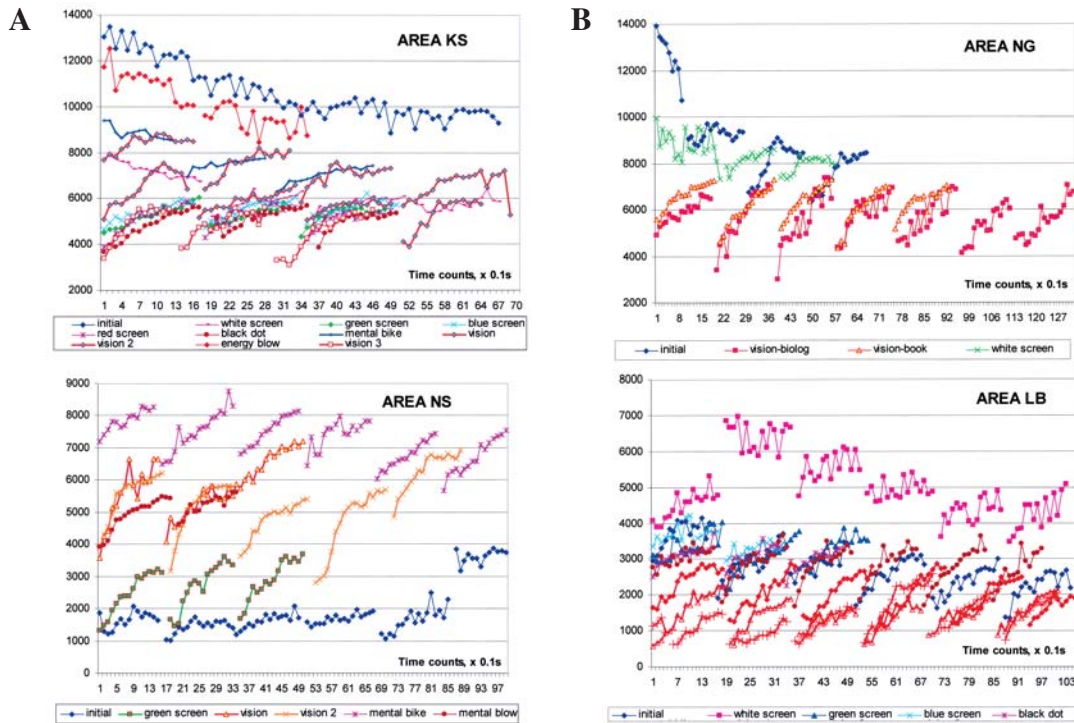 A
AREA KS
14000
12000
10000
8000
6000
4000
2000
Time counts, x 0.1s
1 4 7 10 13 16 19 22 25 28 31 34 37 40 43 46 49 52 55 58 61 64 67 70
initial white screen green screen blue screen
red screen black dot mental bike vision
vision 2 energy blow vision 3
AREA NS
9000
8000
7000
6000
5000
4000
3000
2000
1000
0
Time counts, x 0.1s
1 5 9 13 17 21 25 29 33 37 41 45 49 53 57 61 65 69 73 77 81 85 89 93 97
initial green screen vision vision 2 mental bike mental blow
B
AREA NG
14000
12000
10000
8000
6000
4000
2000
Time counts, x 0.1s
1 8 15 22 29 36 43 50 57 64 71 78 85 92 99 106 113 120 127
initial vision-biolog vision-book white screen
AREA LB
8000
7000
6000
5000
4000
3000
2000
1000
0
Time counts, x 0.1s
1 7 13 19 25 31 37 43 49 55 61 67 73 79 85 91 97 103
initial white screen green screen blue screen black dot